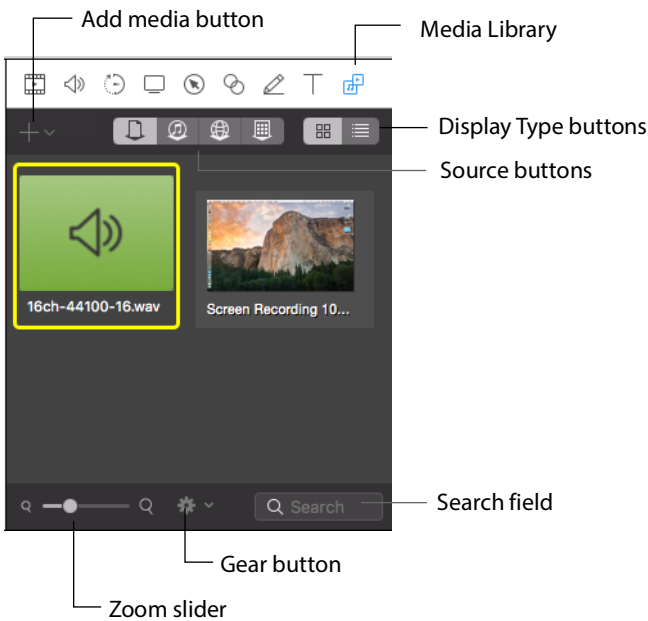 Add media button
Media Library
Display Type buttons
Source buttons
16ch-44100-16.wav
Screen Recording 10...
Search
Search field
Gear button
Zoom slider